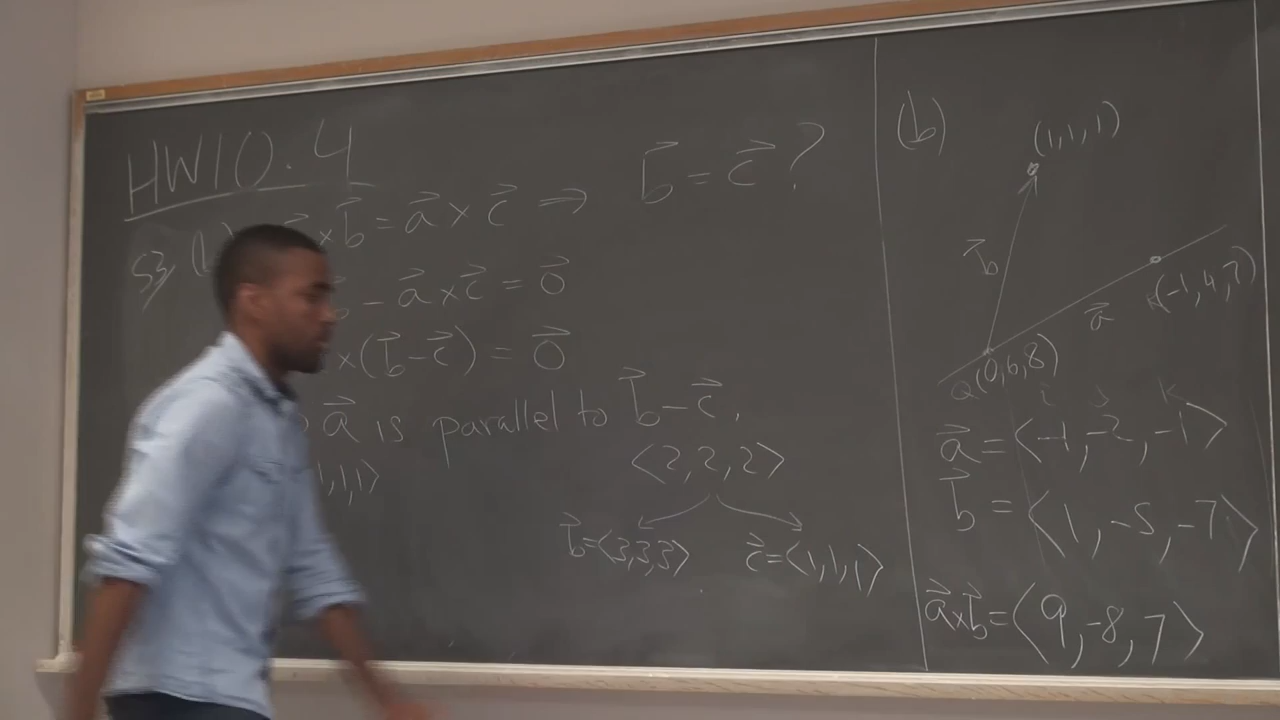 HW10.4
53 (b) a⃗×b⃗ = a⃗×c⃗ ⇒ b⃗ = c⃗ ?
- a⃗×c⃗ = 0⃗
×(b⃗-c⃗) = 0⃗
a⃗ is parallel to b⃗-c⃗.
1,1⟩
⟨2,2,2⟩
b⃗=⟨3,3,3⟩ c⃗=⟨1,1,1⟩
(b)
(1,1,1)
b⃗
R(-1,4,7)
a⃗
Q(0,6,8)
i j k
a⃗=⟨-1,-2,-1⟩
b⃗ = ⟨1,-5,-7⟩
a⃗×b⃗=⟨9,-8,7⟩